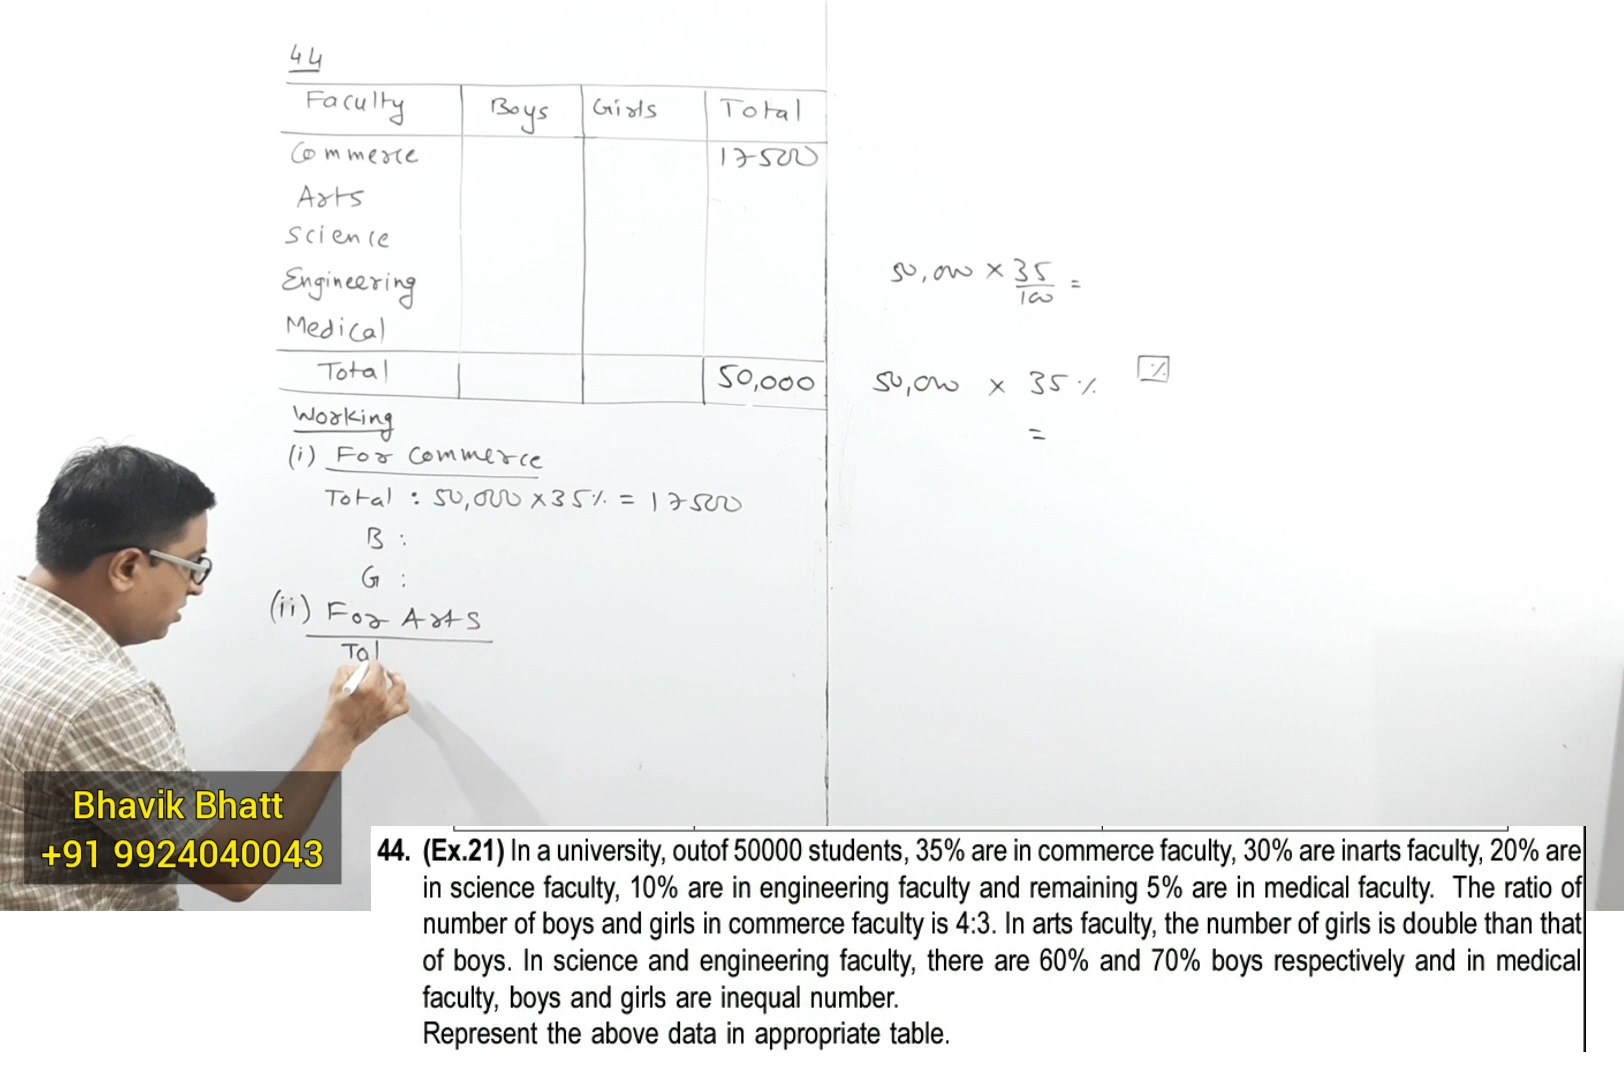 44
Faculty Boys Girls Total
Commerce 17500
Arts
Science
Engineering
Medical
Total 50,000
Working
(i) For Commerce
Total : 50,000 x 35% = 17500
B :
G :
(ii) For Arts
Tal
50,000 × 35/100 =
50,000 × 35% %
=
Bhavik Bhatt
+91 9924040043
44. (Ex.21) In a university, outof 50000 students, 35% are in commerce faculty, 30% are inarts faculty, 20% are
in science faculty, 10% are in engineering faculty and remaining 5% are in medical faculty. The ratio of
number of boys and girls in commerce faculty is 4:3. In arts faculty, the number of girls is double than that
of boys. In science and engineering faculty, there are 60% and 70% boys respectively and in medical
faculty, boys and girls are inequal number.
Represent the above data in appropriate table.